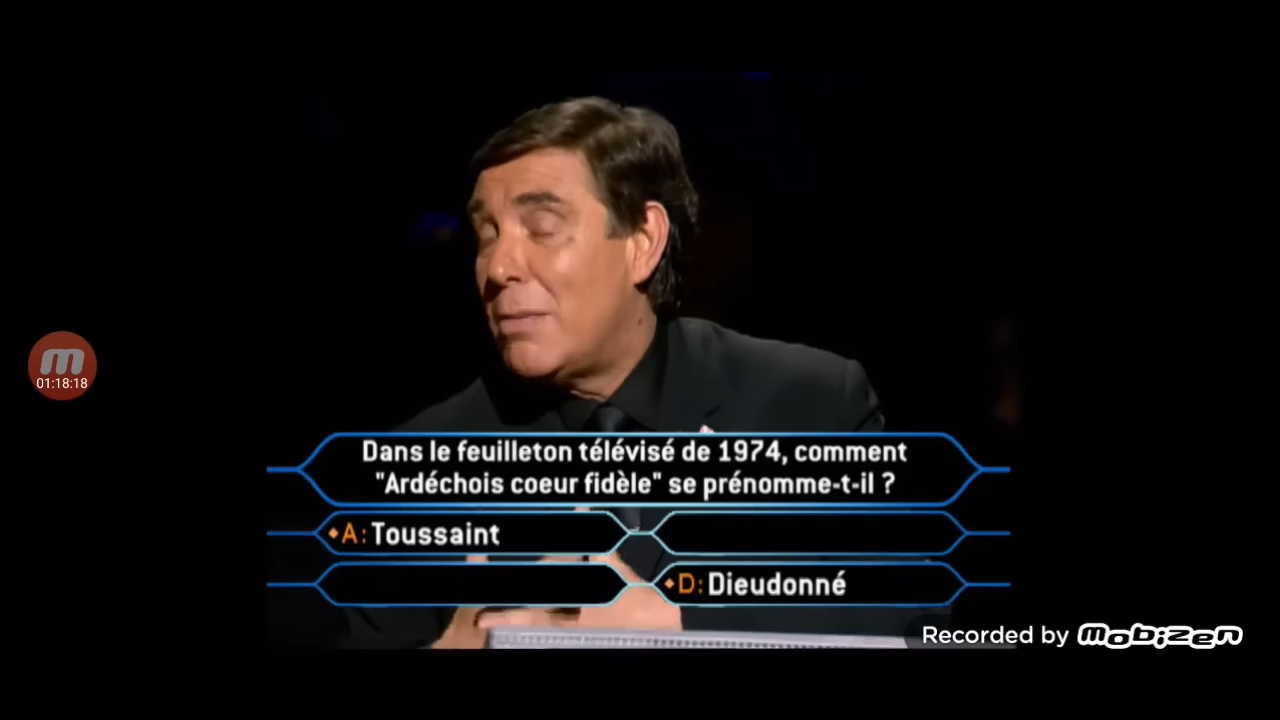 Dans le feuilleton télévisé de 1974, comment
"Ardéchois coeur fidèle" se prénomme-t-il ?
A: Toussaint
D: Dieudonné
01:18:18
Recorded by mobizen